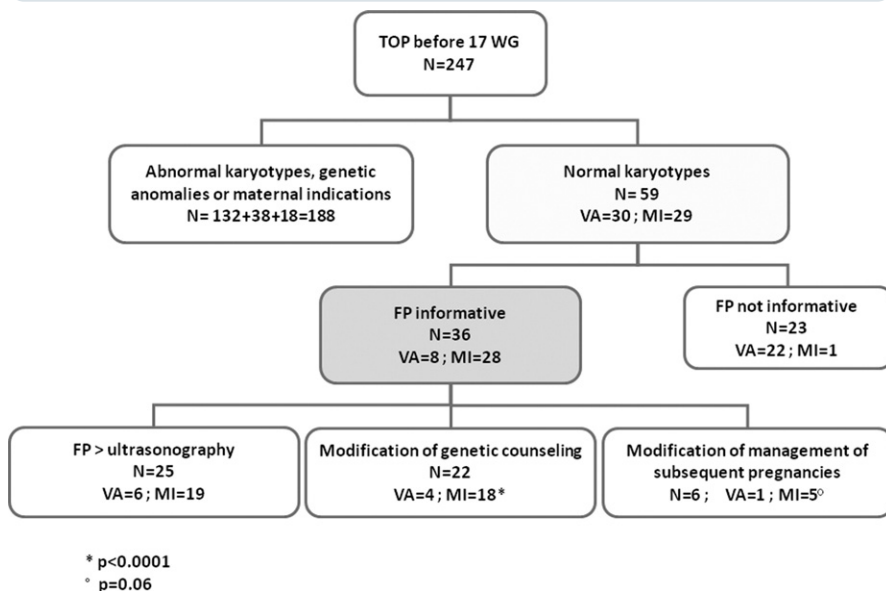 TOP before 17 WG
N=247
Abnormal karyotypes, genetic
anomalies or maternal indications
N= 132+38+18=188
Normal karyotypes
N= 59
VA=30 ; MI=29
FP informative
N=36
VA=8 ; MI=28
FP not informative
N=23
VA=22 ; MI=1
FP > ultrasonography
N=25
VA=6 ; MI=19
Modification of genetic counseling
N=22
VA=4 ; MI=18*
Modification of management of
subsequent pregnancies
N=6 ; VA=1 ; MI=5°
* p<0.0001
° p=0.06